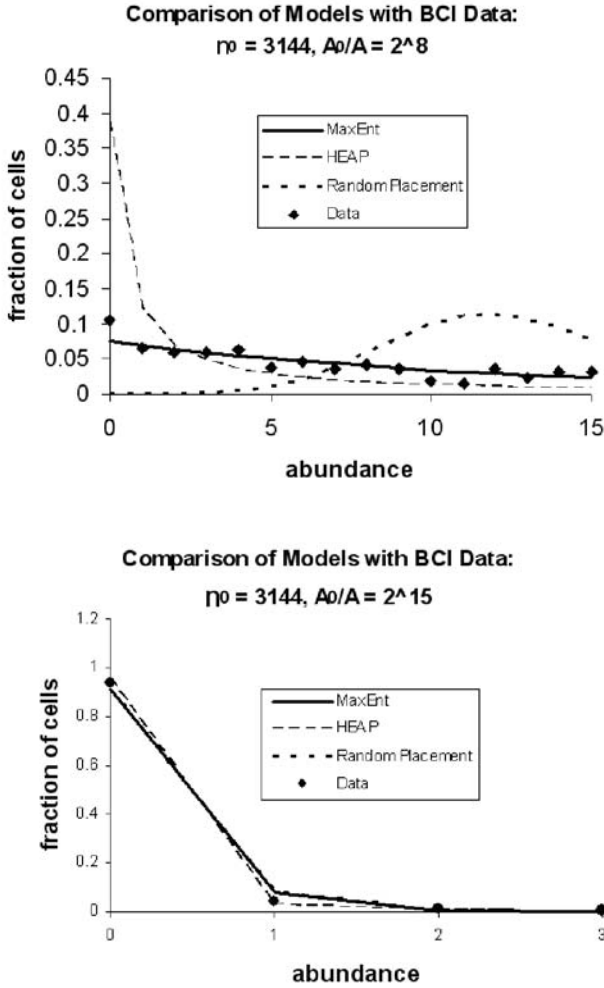 Comparison of Models with BCI Data:
n0 = 3144, A0/A = 2^8
0.45
0.4
0.35
0.3
0.25
0.2
0.15
0.1
0.05
0
fraction of cells
MaxEnt
HEAP
Random Placement
Data
0 5 10 15
abundance
Comparison of Models with BCI Data:
n0 = 3144, A0/A = 2^15
1.2
1
0.8
0.6
0.4
0.2
0
fraction of cells
MaxEnt
HEAP
Random Placement
Data
0 1 2 3
abundance